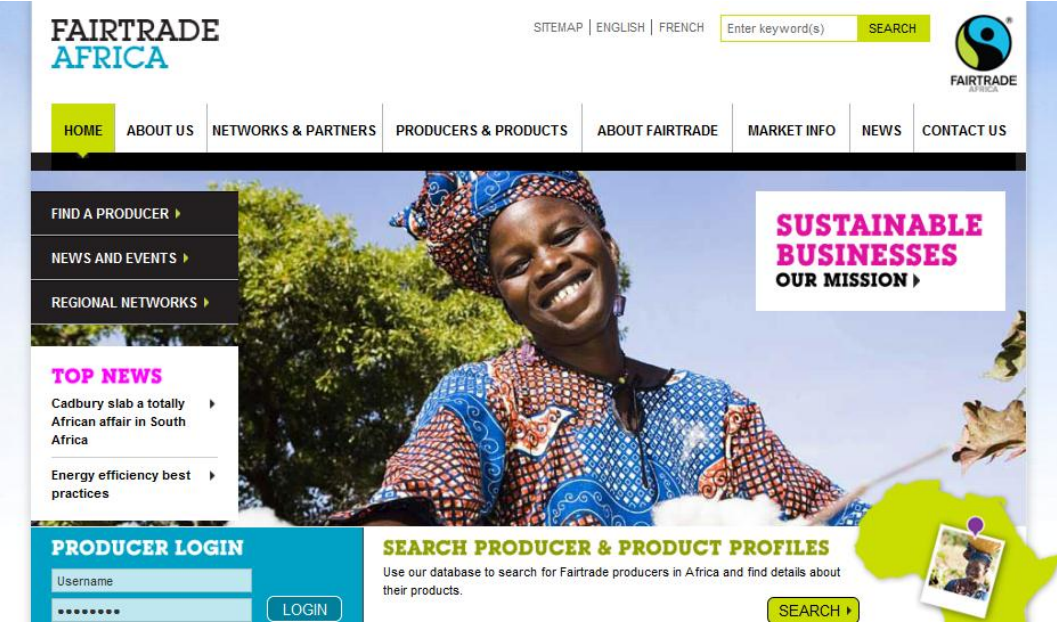 FAIRTRADE
AFRICA
SITEMAP | ENGLISH | FRENCH
Enter keyword(s)
SEARCH
FAIRTRADE
AFRICA
HOME
ABOUT US
NETWORKS & PARTNERS
PRODUCERS & PRODUCTS
ABOUT FAIRTRADE
MARKET INFO
NEWS
CONTACT US
FIND A PRODUCER
NEWS AND EVENTS
REGIONAL NETWORKS
SUSTAINABLE
BUSINESSES
OUR MISSION
TOP NEWS
Cadbury slab a totally
African affair in South
Africa
Energy efficiency best
practices
PRODUCER LOGIN
Username
••••••••
LOGIN
SEARCH PRODUCER & PRODUCT PROFILES
Use our database to search for Fairtrade producers in Africa and find details about
their products.
SEARCH